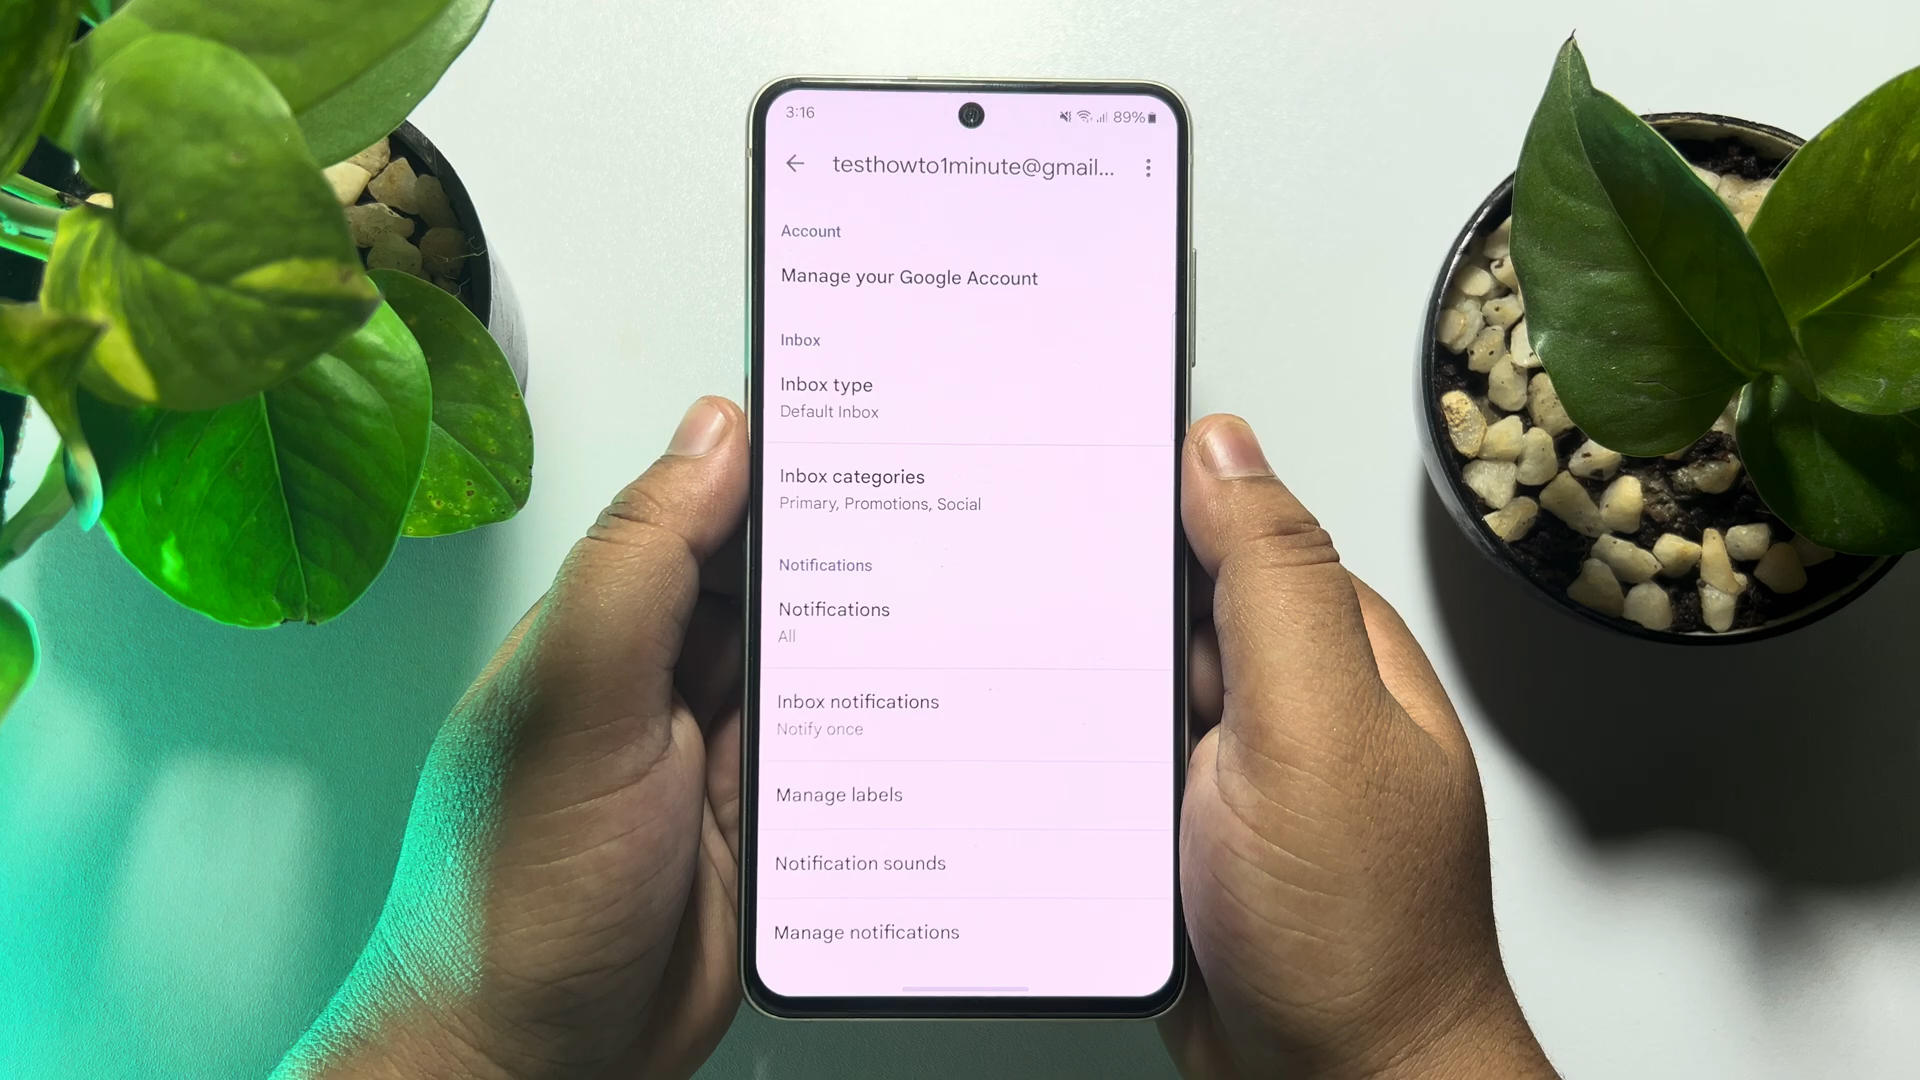 3:16 89%
testhowto1minute@gmail...
Account
Manage your Google Account
Inbox
Inbox type
Default Inbox
Inbox categories
Primary, Promotions, Social
Notifications
Notifications
All
Inbox notifications
Notify once
Manage labels
Notification sounds
Manage notifications